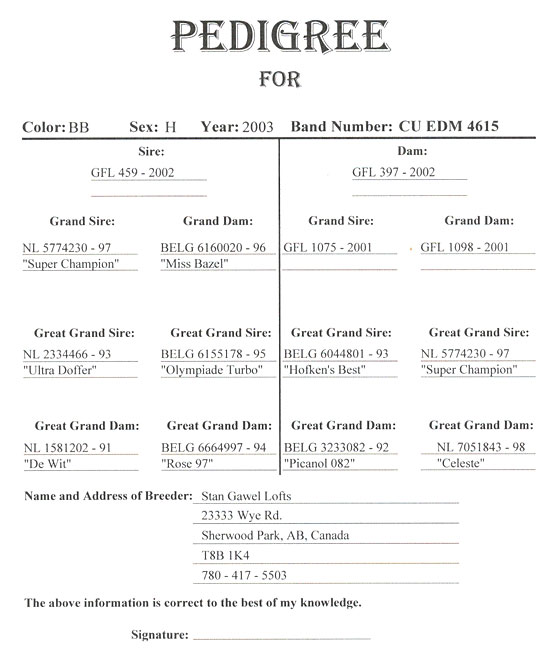 PEDIGREE
FOR
Color: BB Sex: H Year: 2003 Band Number: CU EDM 4615
Sire: Dam:
GFL 459 - 2002 GFL 397 - 2002
Grand Sire: Grand Dam: Grand Sire: Grand Dam:
NL 5774230 - 97 BELG 6160020 - 96 GFL 1075 - 2001 GFL 1098 - 2001
"Super Champion" "Miss Bazel"
Great Grand Sire: Great Grand Sire: Great Grand Sire: Great Grand Sire:
NL 2334466 - 93 BELG 6155178 - 95 BELG 6044801 - 93 NL 5774230 - 97
"Ultra Doffer" "Olympiade Turbo" "Hofken's Best" "Super Champion"
Great Grand Dam: Great Grand Dam: Great Grand Dam: Great Grand Dam:
NL 1581202 - 91 BELG 6664997 - 94 BELG 3233082 - 92 NL 7051843 - 98
"De Wit" "Rose 97" "Picanol 082" "Celeste"
Name and Address of Breeder: Stan Gawel Lofts
23333 Wye Rd.
Sherwood Park, AB, Canada
T8B 1K4
780 - 417 - 5503
The above information is correct to the best of my knowledge.
Signature: